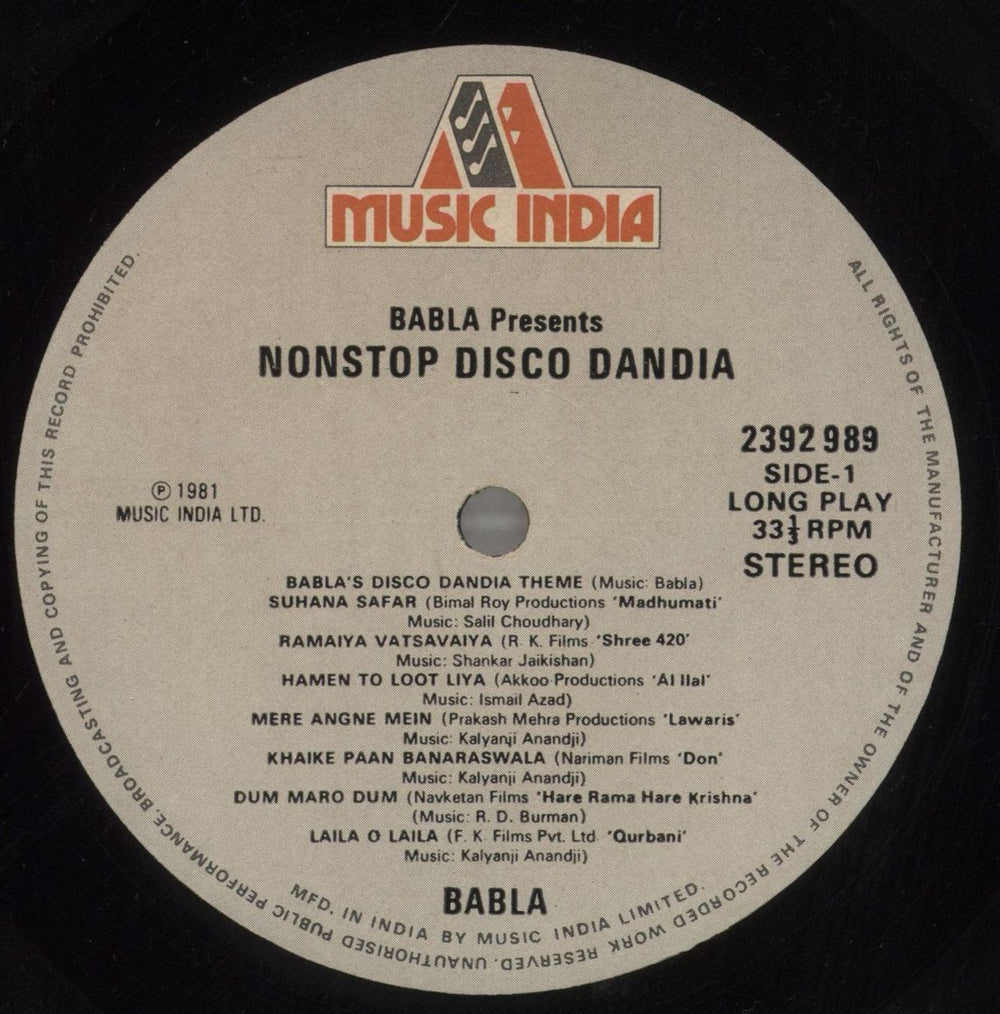 MUSIC INDIA
BABLA Presents
NONSTOP DISCO DANDIA
2392 989
SIDE-1
LONG PLAY
33⅓ RPM
STEREO
℗ 1981
MUSIC INDIA LTD.
BABLA'S DISCO DANDIA THEME (Music: Babla)
SUHANA SAFAR (Bimal Roy Productions 'Madhumati'
Music: Salil Choudhary)
RAMAIYA VATSAVAIYA (R. K. Films 'Shree 420'
Music: Shankar Jaikishan)
HAMEN TO LOOT LIYA (Akkoo Productions 'Al Ilal'
Music: Ismail Azad)
MERE ANGNE MEIN (Prakash Mehra Productions 'Lawaris'
Music: Kalyanji Anandji)
KHAIKE PAAN BANARASWALA (Nariman Films 'Don'
Music: Kalyanji Anandji)
DUM MARO DUM (Navketan Films 'Hare Rama Hare Krishna'
(Music: R. D. Burman)
LAILA O LAILA (F. K. Films Pvt. Ltd. 'Qurbani'
Music: Kalyanji Anandji)
BABLA
MFD. IN INDIA BY MUSIC INDIA LIMITED.
ALL RIGHTS OF THE MANUFACTURER AND OF THE OWNER OF THE RECORDED WORK RESERVED. UNAUTHORISED PUBLIC PERFORMANCE, BROADCASTING AND COPYING OF THIS RECORD PROHIBITED.